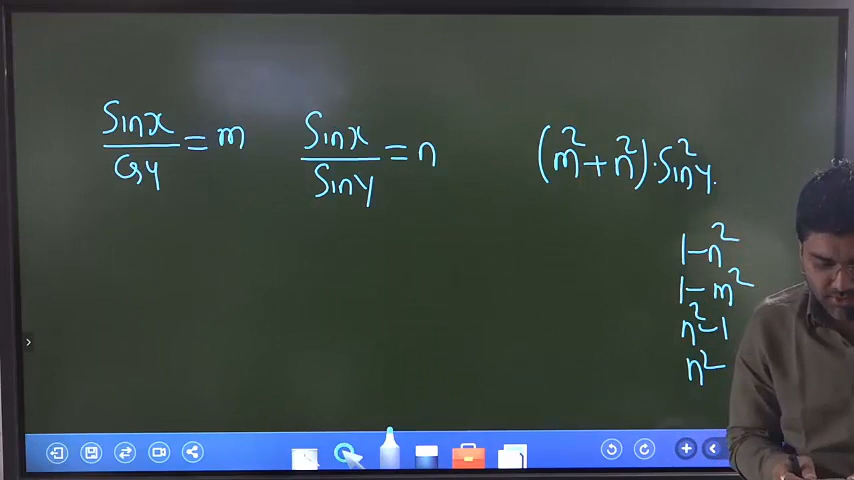 Sinx/Cosy = m
Sinx/Siny = n
(m²+n²)·Sin²y.
1-n²
1-m²
n²-1
n²